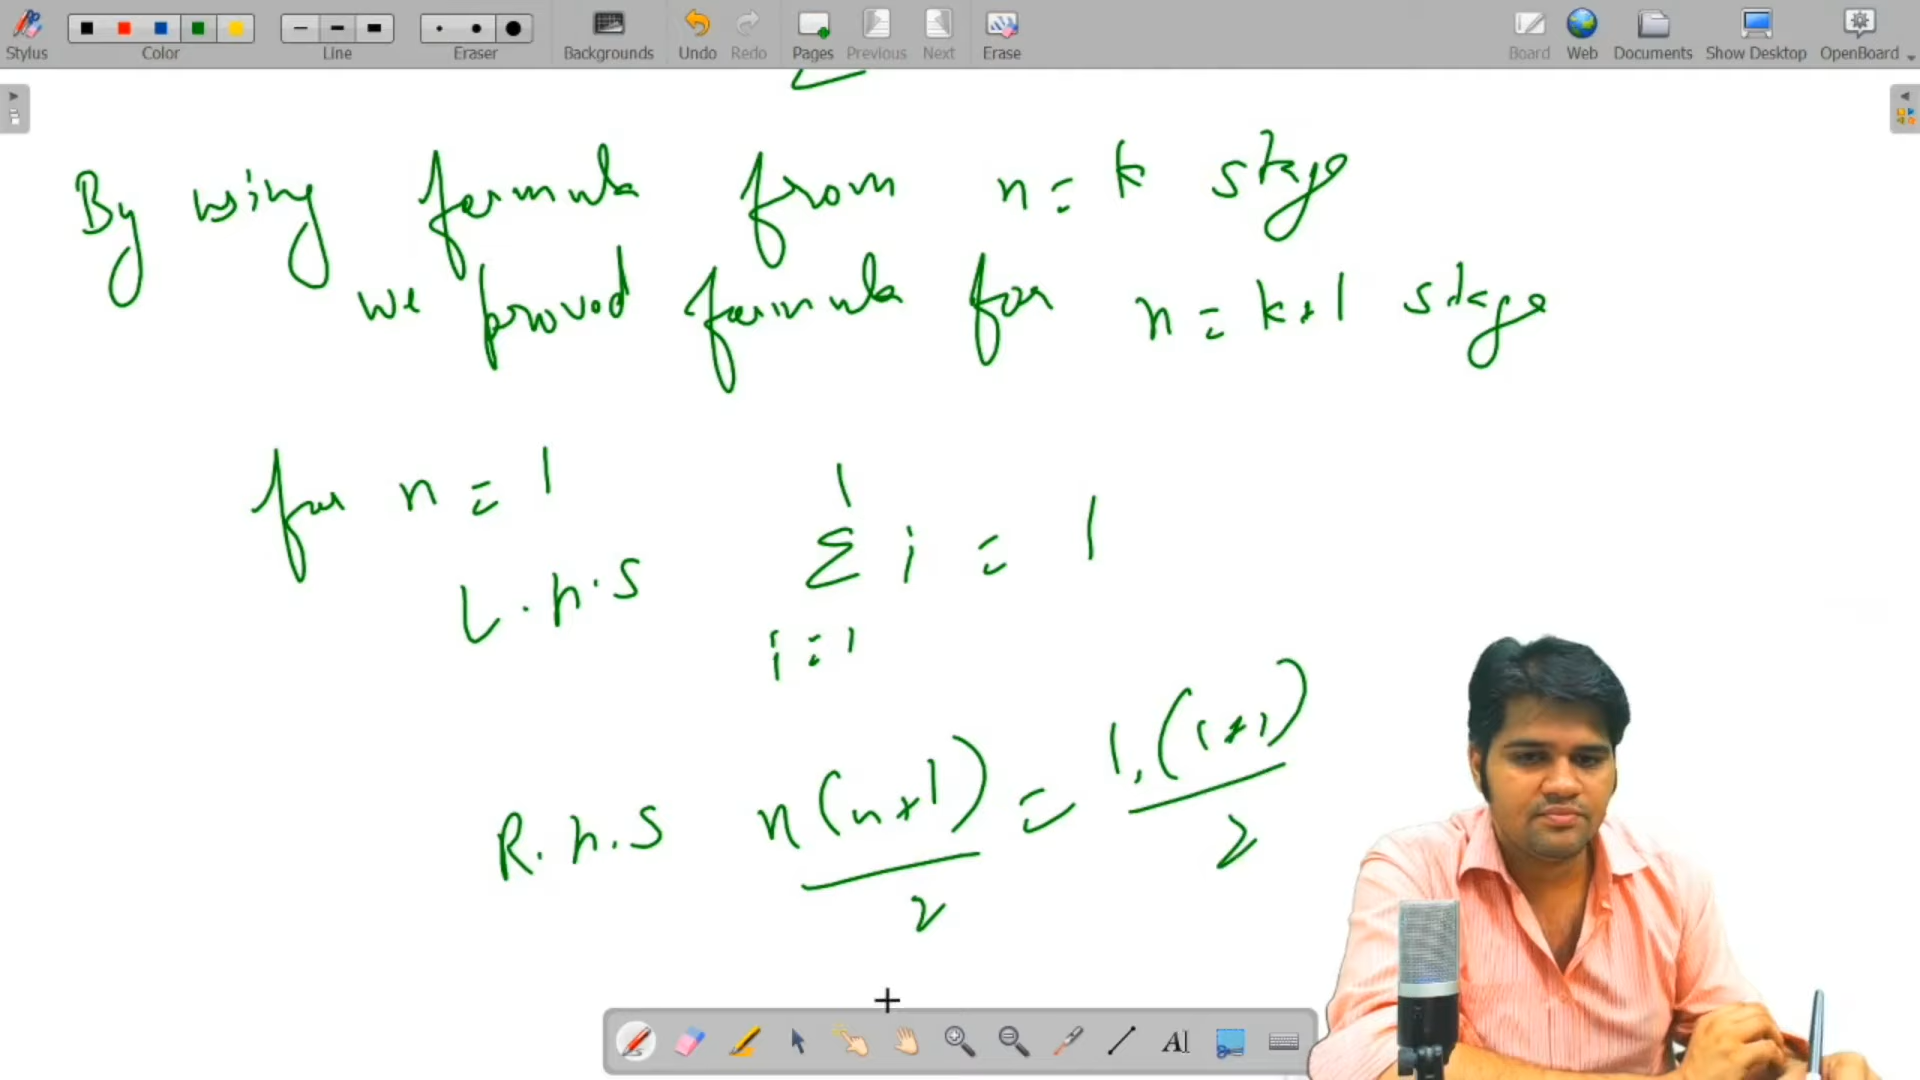 Stylus Color Line Eraser Backgrounds Undo Redo Pages Previous Next Erase Board Web Documents Show Desktop OpenBoard
By using formula from n = k stage
we proved formula for n = k+1 stage
for n = 1
L.h.S 1 Σ i=1 i = 1
R.h.S n(n+1)/2 = 1.(1+1)/2
AI